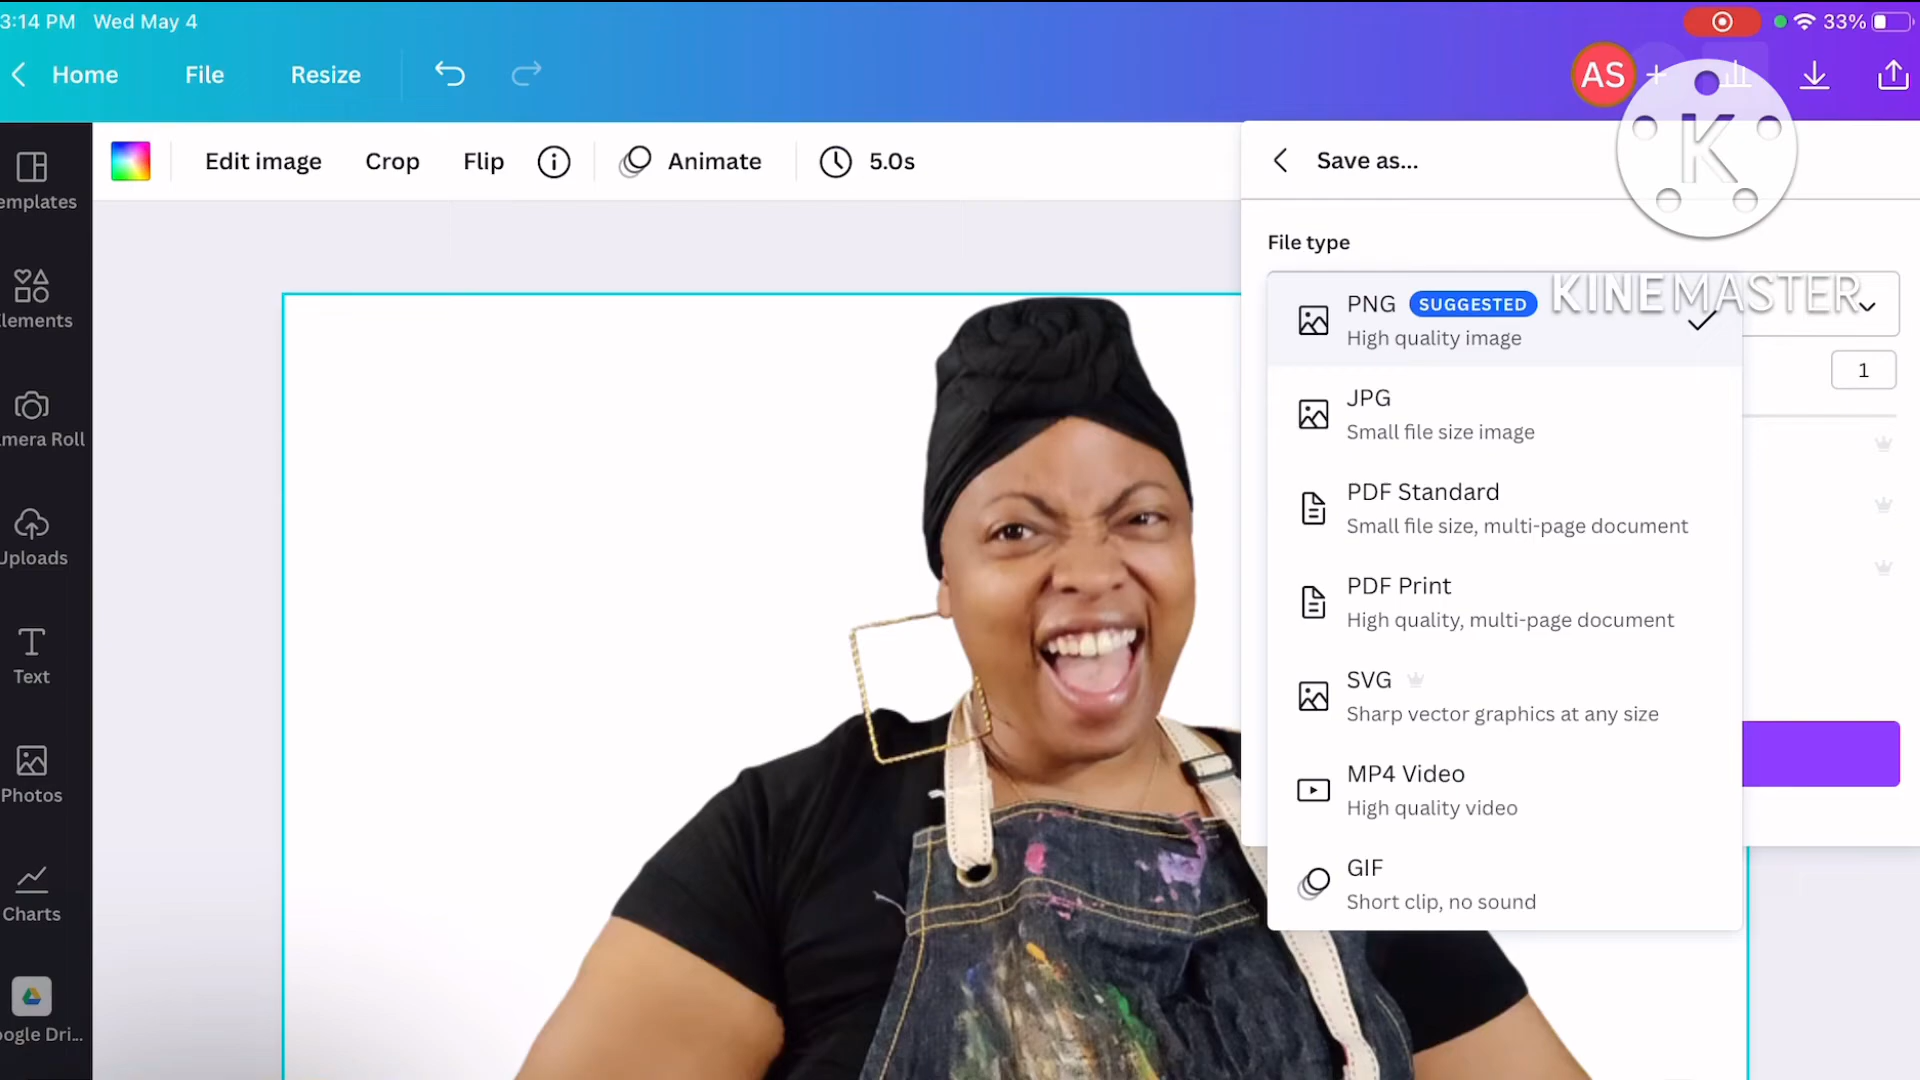 3:14 PM Wed May 4
33%
Home File Resize
AS
Edit image Crop Flip Animate 5.0s
Save as...
K
File type
KINEMASTER
PNG SUGGESTED
High quality image
1
JPG
Small file size image
PDF Standard
Small file size, multi-page document
PDF Print
High quality, multi-page document
SVG
Sharp vector graphics at any size
MP4 Video
High quality video
GIF
Short clip, no sound
emplates
lements
mera Roll
Uploads
Text
Photos
Charts
oogle Dri...